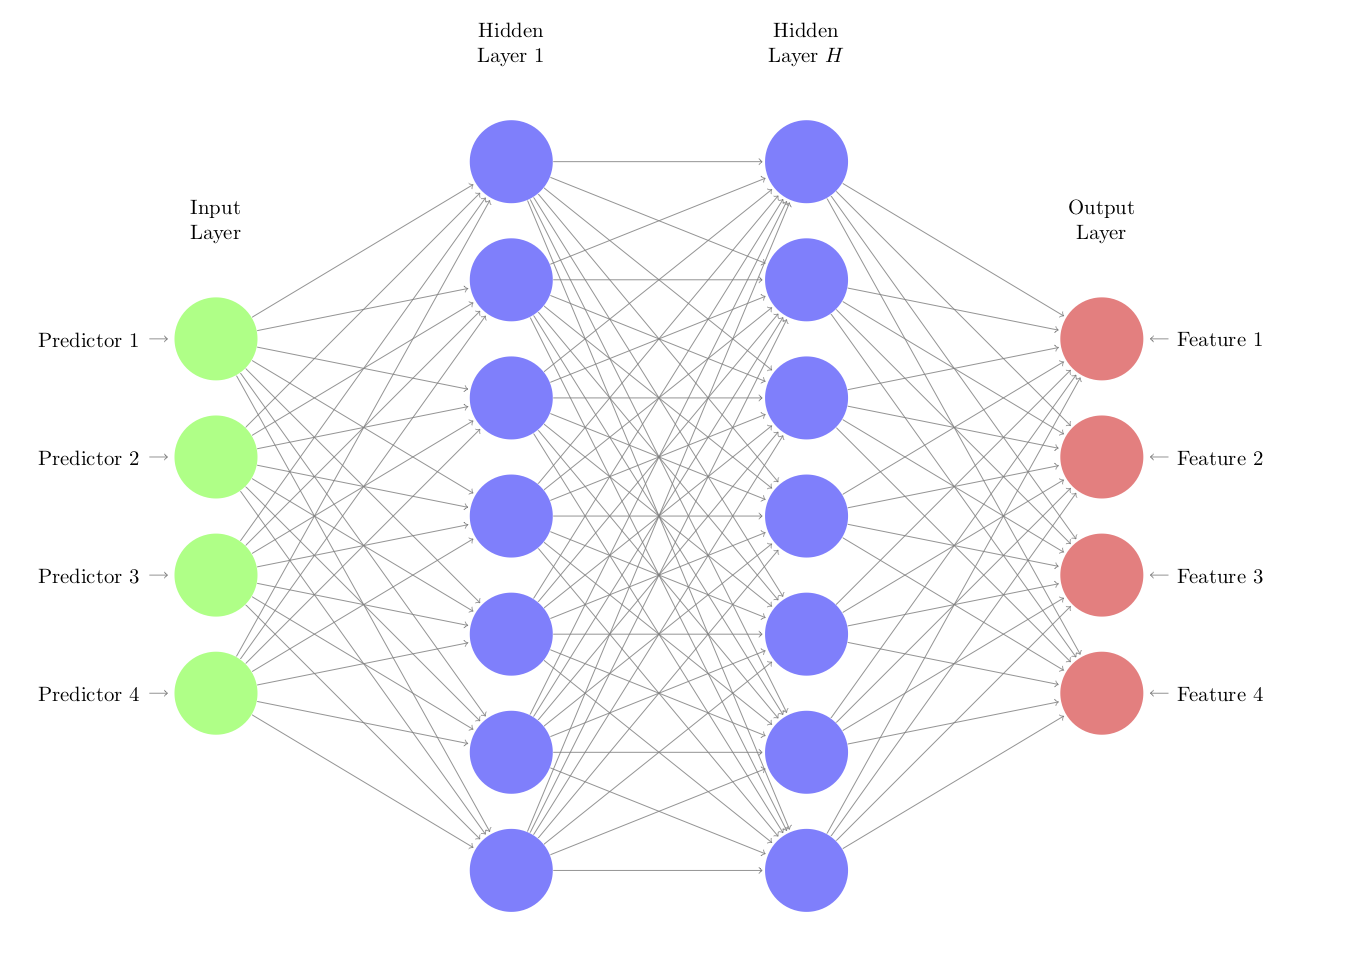 Hidden
Layer 1
Hidden
Layer H
Input
Layer
Output
Layer
Predictor 1
Feature 1
Predictor 2
Feature 2
Predictor 3
Feature 3
Predictor 4
Feature 4